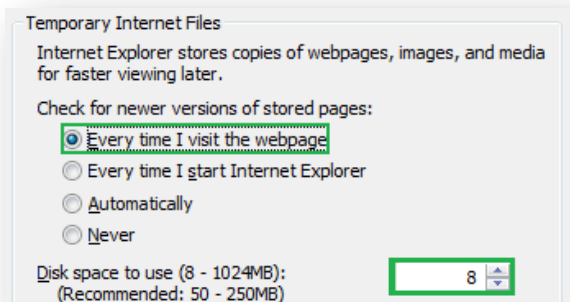 Temporary Internet Files
Internet Explorer stores copies of webpages, images, and media
for faster viewing later.
Check for newer versions of stored pages:
Every time I visit the webpage
Every time I start Internet Explorer
Automatically
Never
Disk space to use (8 - 1024MB): 8
(Recommended: 50 - 250MB)